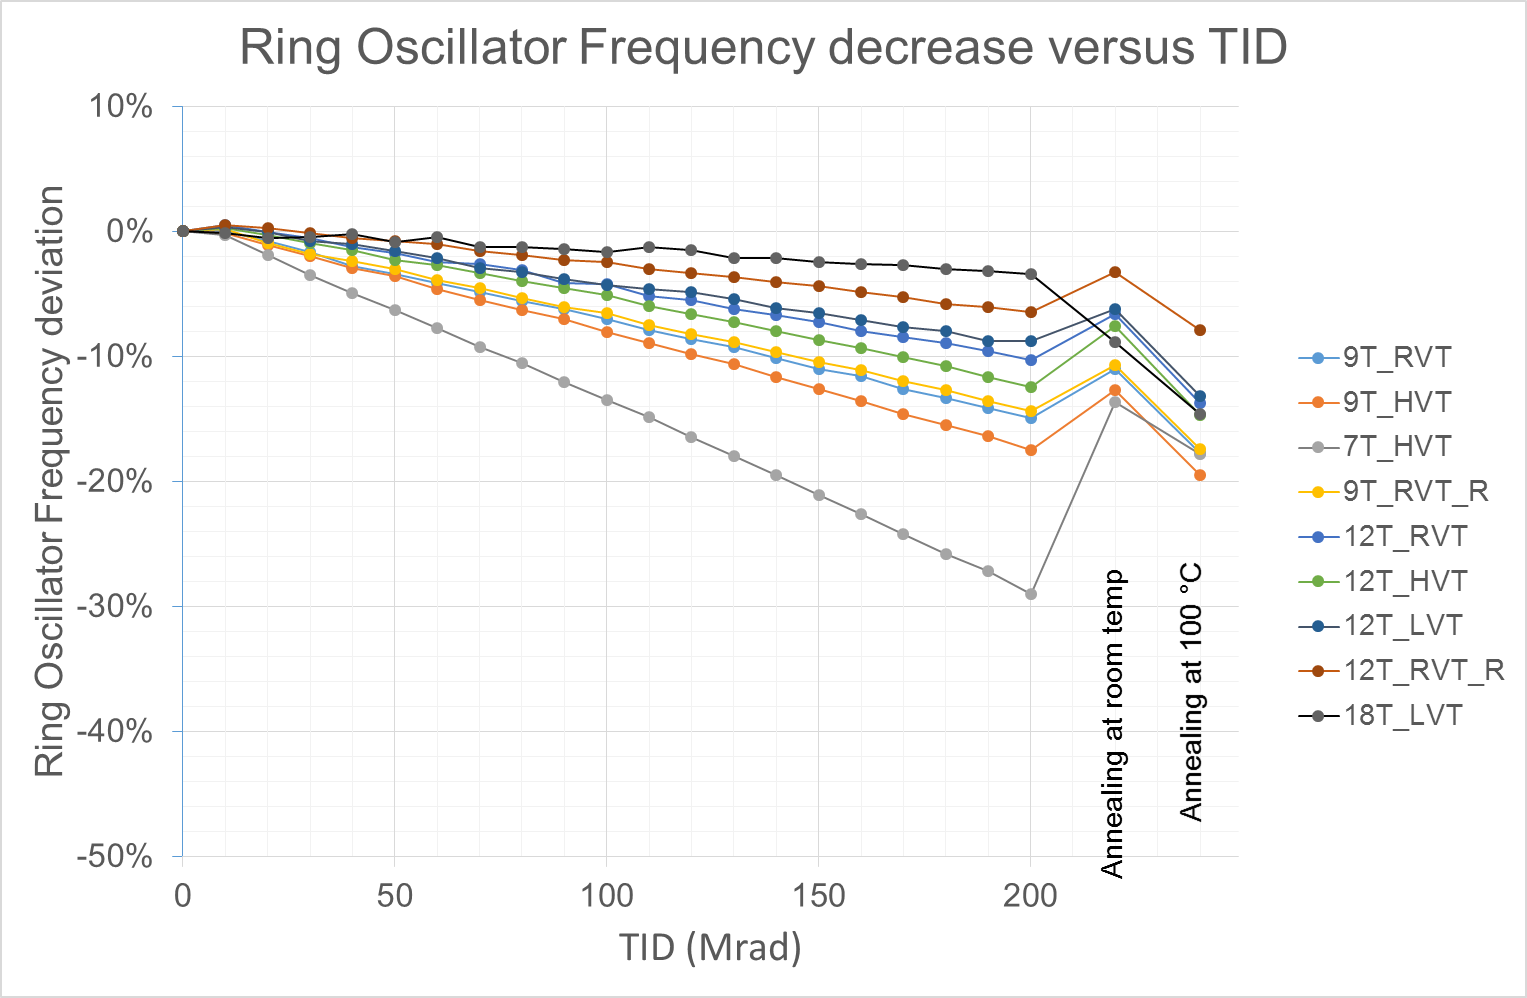 Ring Oscillator Frequency decrease versus TID
Ring Oscillator Frequency deviation
10%
0%
-10%
-20%
-30%
-40%
-50%
0
50
100
150
200
TID (Mrad)
Annealing at room temp
Annealing at 100 °C
9T_RVT
9T_HVT
7T_HVT
9T_RVT_R
12T_RVT
12T_HVT
12T_LVT
12T_RVT_R
18T_LVT